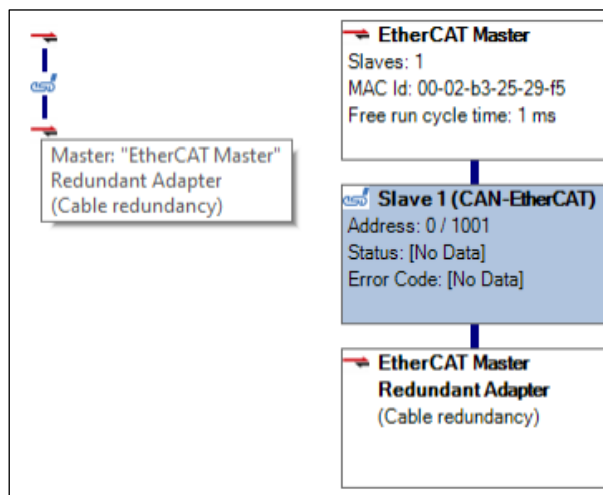 Master: "EtherCAT Master"
Redundant Adapter
(Cable redundancy)
EtherCAT Master
Slaves: 1
MAC Id: 00-02-b3-25-29-f5
Free run cycle time: 1 ms
esd Slave 1 (CAN-EtherCAT)
Address: 0 / 1001
Status: [No Data]
Error Code: [No Data]
EtherCAT Master
Redundant Adapter
(Cable redundancy)